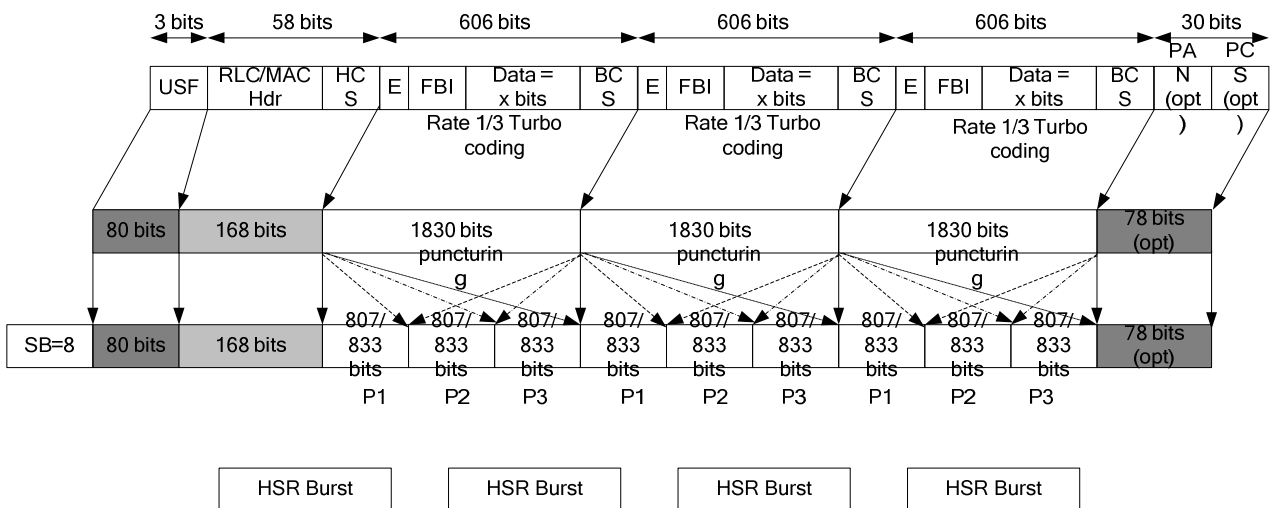 3 bits 58 bits 606 bits 606 bits 606 bits 30 bits
USF RLC/MAC Hdr HC S E FBI Data = x bits BC S E FBI Data = x bits BC S E FBI Data = x bits BC S PA N (opt ) PC S (opt )
Rate 1/3 Turbo coding Rate 1/3 Turbo coding Rate 1/3 Turbo coding
80 bits 168 bits 1830 bits 1830 bits 1830 bits 78 bits (opt)
puncturin g puncturin g puncturin g
SB=8 80 bits 168 bits 807/ 833 bits 807/ 833 bits 807/ 833 bits 807/ 833 bits 807/ 833 bits 807/ 833 bits 807/ 833 bits 807/ 833 bits 807/ 833 bits 78 bits (opt)
P1 P2 P3 P1 P2 P3 P1 P2 P3
HSR Burst HSR Burst HSR Burst HSR Burst